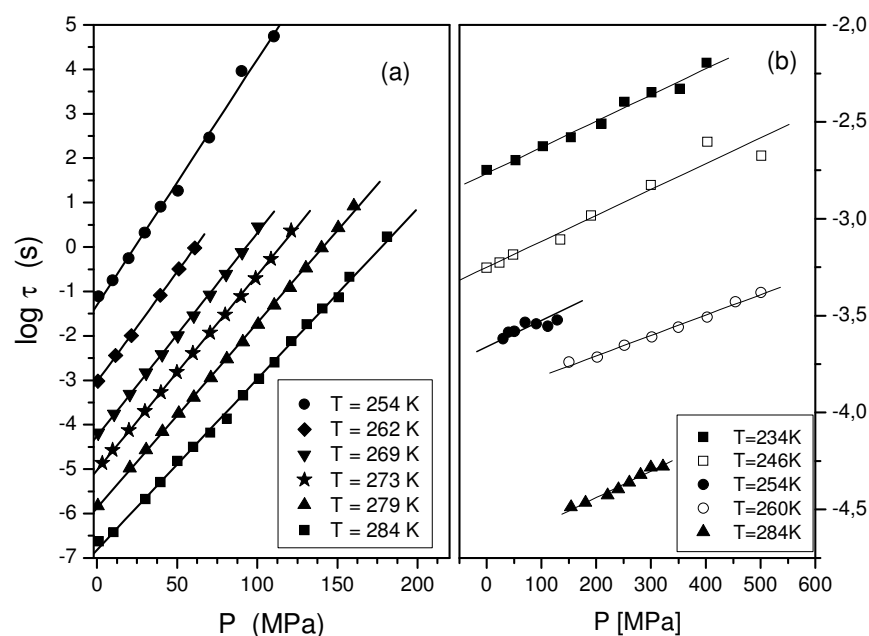 (a)
5
4
3
2
1
0
-1
-2
-3
-4
-5
-6
-7
log τ (s)
0
50
100
150
200
P (MPa)
T = 254 K
T = 262 K
T = 269 K
T = 273 K
T = 279 K
T = 284 K
(b)
-2,0
-2,5
-3,0
-3,5
-4,0
-4,5
0
100
200
300
400
500
600
P [MPa]
T=234K
T=246K
T=254K
T=260K
T=284K